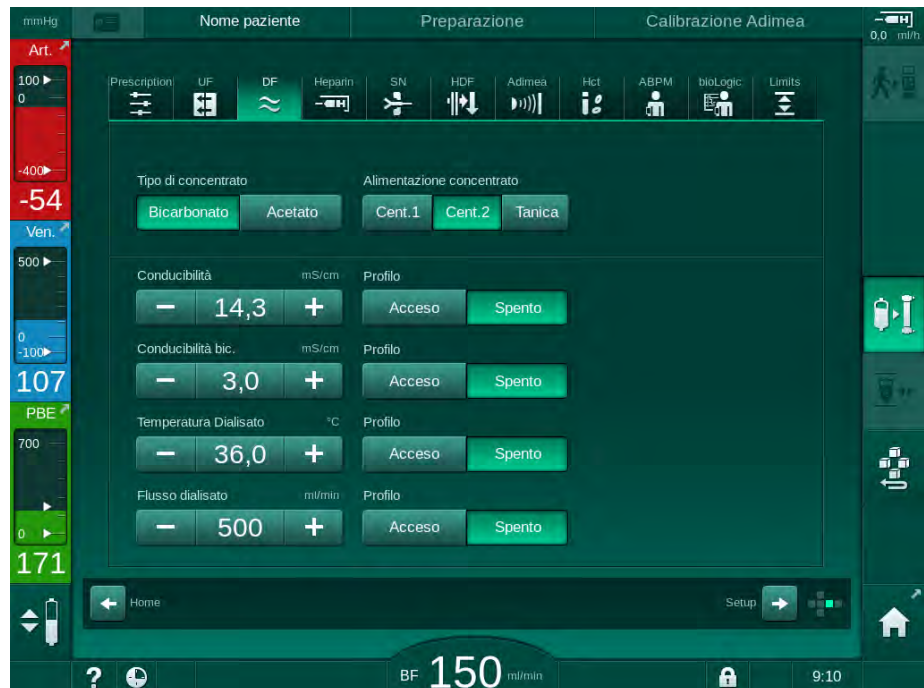 mmHg Nome paziente Preparazione Calibrazione Adimea
0,0 ml/h
Art.
100
0
-400
-54
Ven.
500
0
-100
107
PBE
700
0
171
Prescription UF DF Heparin SN HDF Adimea Hct ABPM bioLogic Limits
Tipo di concentrato Alimentazione concentrato
Bicarbonato Acetato Cent.1 Cent.2 Tanica
Conducibilità mS/cm Profilo
− 14,3 + Acceso Spento
Conducibilità bic. mS/cm Profilo
− 3,0 + Acceso Spento
Temperatura Dialisato °C Profilo
− 36,0 + Acceso Spento
Flusso dialisato ml/min Profilo
− 500 + Acceso Spento
Home Setup
? BF 150 ml/min 9:10